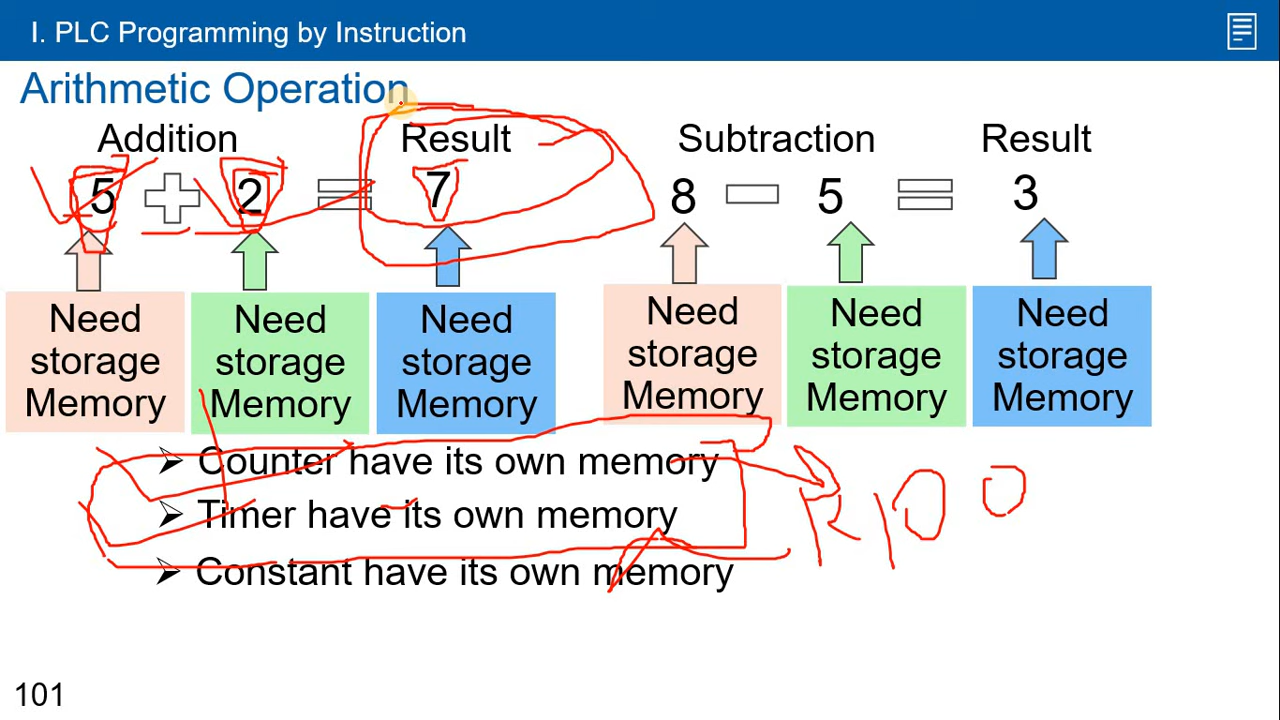 I. PLC Programming by Instruction
Arithmetic Operation
Addition Result Subtraction Result
5 + 2 = 7 8 - 5 = 3
Need storage Memory
Need storage Memory
Need storage Memory
Need storage Memory
Need storage Memory
Need storage Memory
➢ Counter have its own memory
➢ Timer have its own memory
➢ Constant have its own memory
R100
101